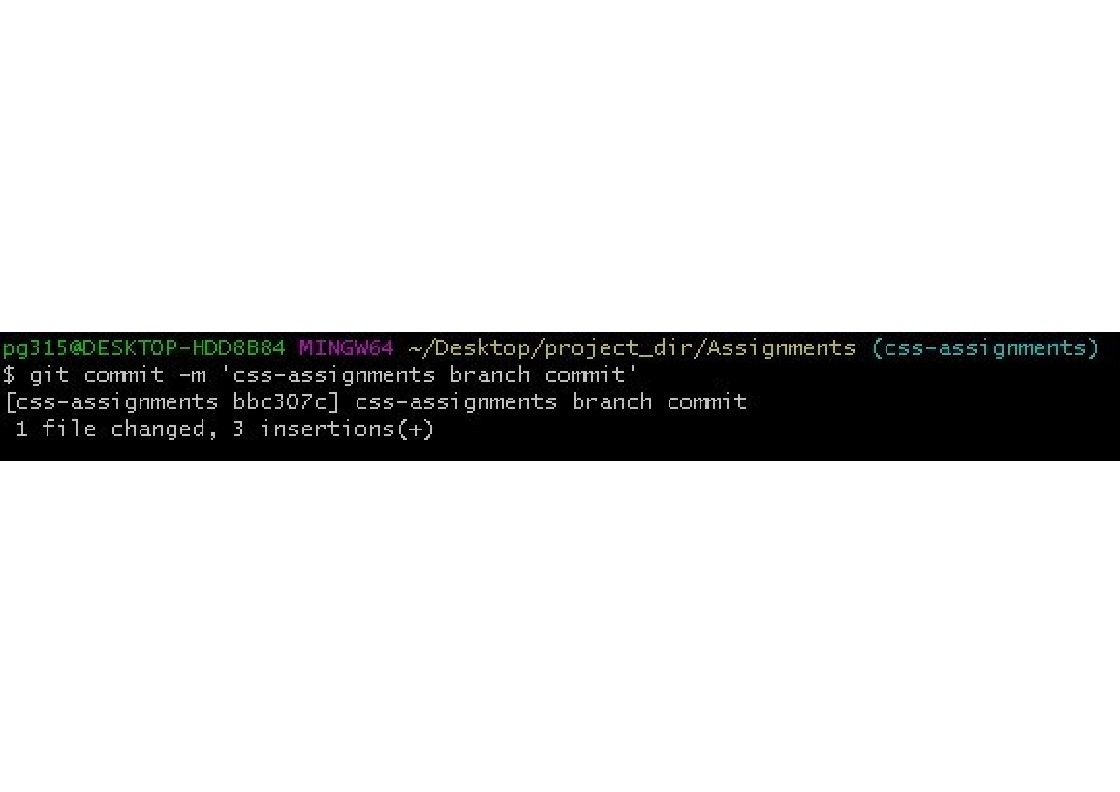 pg315@DESKTOP-HDD8B84 MINGW64 ~/Desktop/project_dir/Assignments (css-assignments)
$ git commit -m 'css-assignments branch commit'
[css-assignments bbc307c] css-assignments branch commit
 1 file changed, 3 insertions(+)